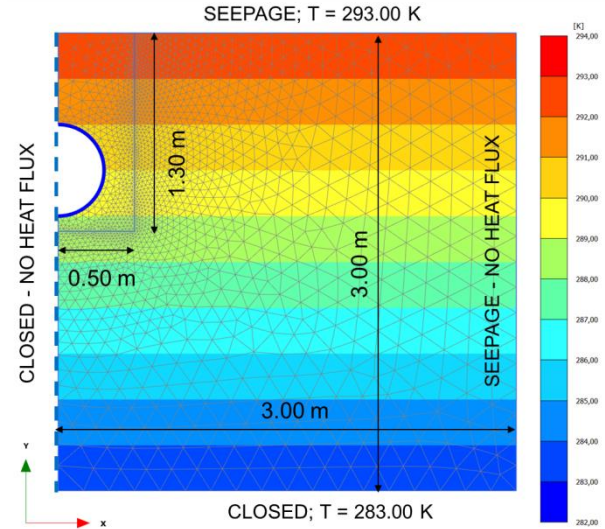 SEEPAGE; T = 293.00 K
[K]
294,00
293,00
292,00
291,00
290,00
289,00
288,00
287,00
286,00
285,00
284,00
283,00
282,00
CLOSED - NO HEAT FLUX
1.30 m
0.50 m
3.00 m
SEEPAGE - NO HEAT FLUX
3.00 m
Y
X
CLOSED; T = 283.00 K